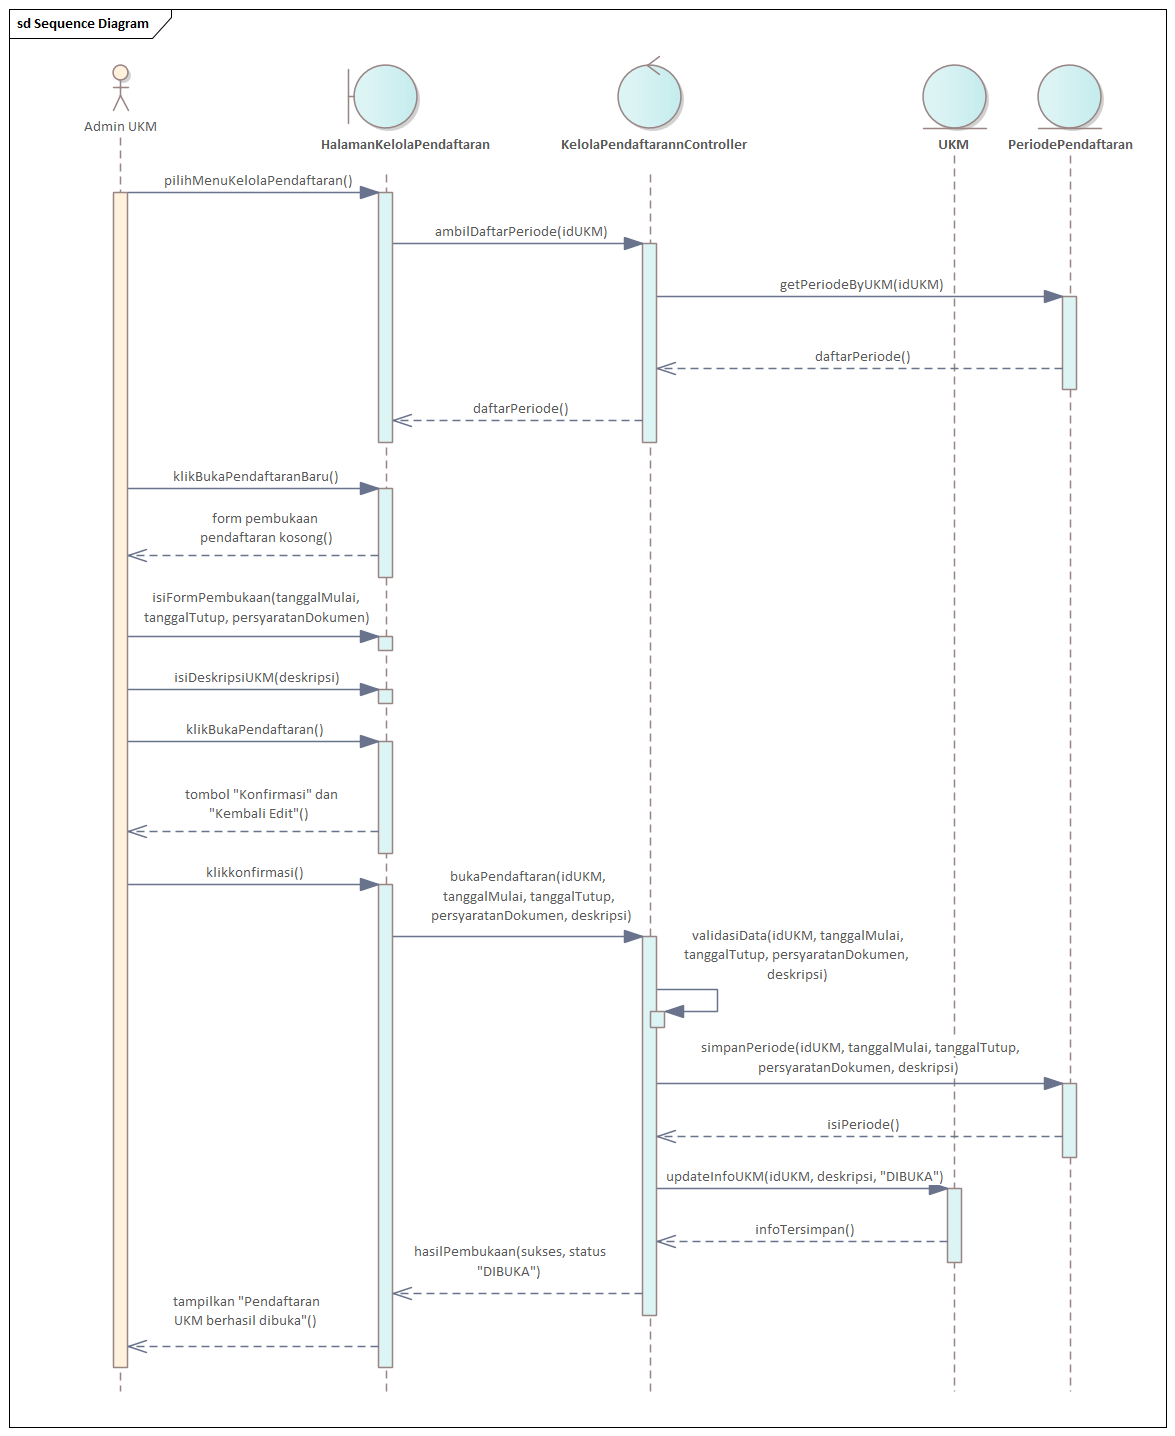 sd Sequence Diagram
Admin UKM
HalamanKelolaPendaftaran
KelolaPendaftarannController
UKM
PeriodePendaftaran
pilihMenuKelolaPendaftaran()
ambilDaftarPeriode(idUKM)
getPeriodeByUKM(idUKM)
daftarPeriode()
daftarPeriode()
klikBukaPendaftaranBaru()
form pembukaan
pendaftaran kosong()
isiFormPembukaan(tanggalMulai,
tanggalTutup, persyaratanDokumen)
isiDeskripsiUKM(deskripsi)
klikBukaPendaftaran()
tombol "Konfirmasi" dan
"Kembali Edit"()
klikkonfirmasi()
bukaPendaftaran(idUKM,
tanggalMulai, tanggalTutup,
persyaratanDokumen, deskripsi)
validasiData(idUKM, tanggalMulai,
tanggalTutup, persyaratanDokumen,
deskripsi)
simpanPeriode(idUKM, tanggalMulai, tanggalTutup,
persyaratanDokumen, deskripsi)
isiPeriode()
updateInfoUKM(idUKM, deskripsi, "DIBUKA")
infoTersimpan()
hasilPembukaan(sukses, status
"DIBUKA")
tampilkan "Pendaftaran
UKM berhasil dibuka"()